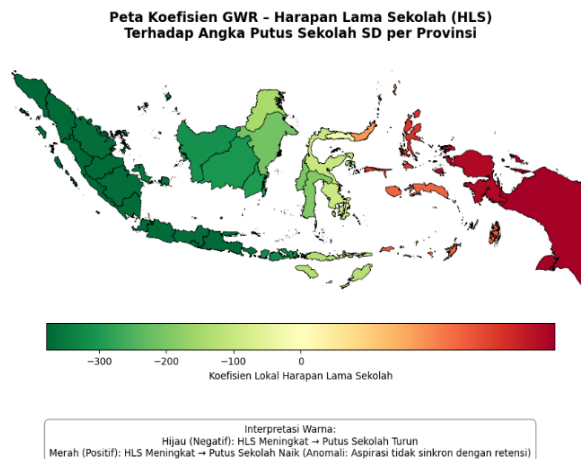 Peta Koefisien GWR – Harapan Lama Sekolah (HLS)
Terhadap Angka Putus Sekolah SD per Provinsi
−300 −200 −100 0
Koefisien Lokal Harapan Lama Sekolah
Interpretasi Warna:
Hijau (Negatif): HLS Meningkat → Putus Sekolah Turun
Merah (Positif): HLS Meningkat → Putus Sekolah Naik (Anomali: Aspirasi tidak sinkron dengan retensi)